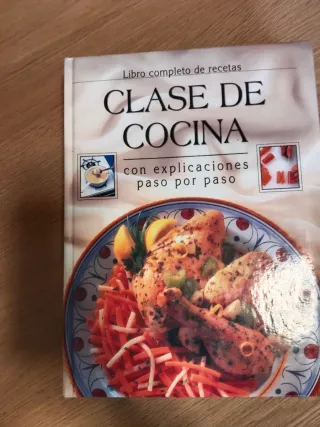 Libro completo de recetas
CLASE DE
COCINA
con explicaciones
paso por paso